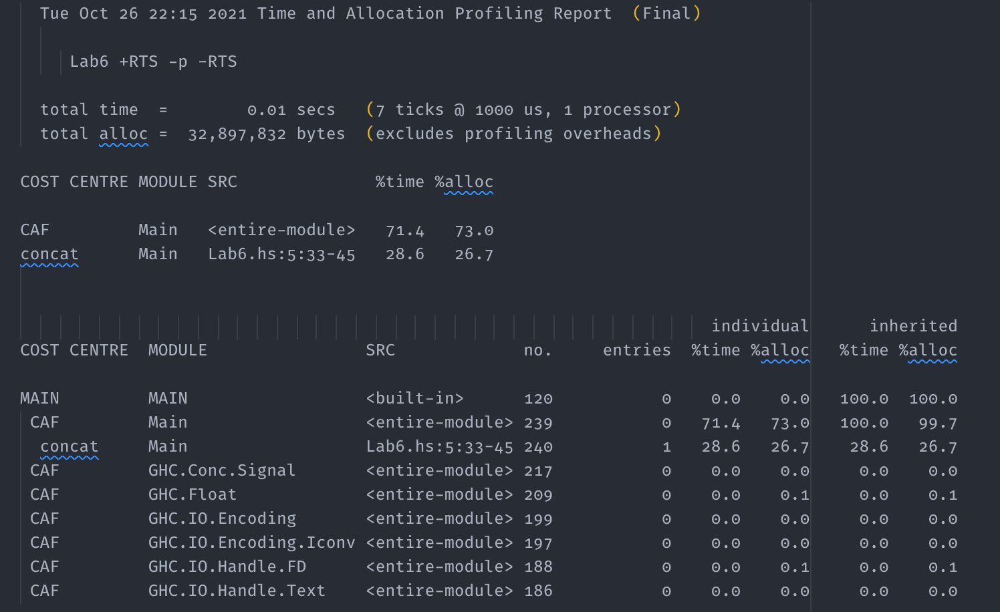 Tue Oct 26 22:15 2021 Time and Allocation Profiling Report  (Final)
Lab6 +RTS -p -RTS
total time  =        0.01 secs   (7 ticks @ 1000 us, 1 processor)
total alloc =  32,897,832 bytes  (excludes profiling overheads)
COST CENTRE MODULE SRC              %time %alloc
CAF         Main   <entire-module>   71.4   73.0
concat      Main   Lab6.hs:5:33-45   28.6   26.7
individual      inherited
COST CENTRE  MODULE                SRC             no.     entries  %time %alloc   %time %alloc
MAIN         MAIN                  <built-in>      120           0    0.0    0.0   100.0  100.0
CAF         Main                  <entire-module> 239           0   71.4   73.0   100.0   99.7
concat     Main                  Lab6.hs:5:33-45 240           1   28.6   26.7    28.6   26.7
CAF         GHC.Conc.Signal       <entire-module> 217           0    0.0    0.0     0.0    0.0
CAF         GHC.Float             <entire-module> 209           0    0.0    0.1     0.0    0.1
CAF         GHC.IO.Encoding       <entire-module> 199           0    0.0    0.0     0.0    0.0
CAF         GHC.IO.Encoding.Iconv <entire-module> 197           0    0.0    0.0     0.0    0.0
CAF         GHC.IO.Handle.FD      <entire-module> 188           0    0.0    0.1     0.0    0.1
CAF         GHC.IO.Handle.Text    <entire-module> 186           0    0.0    0.0     0.0    0.0